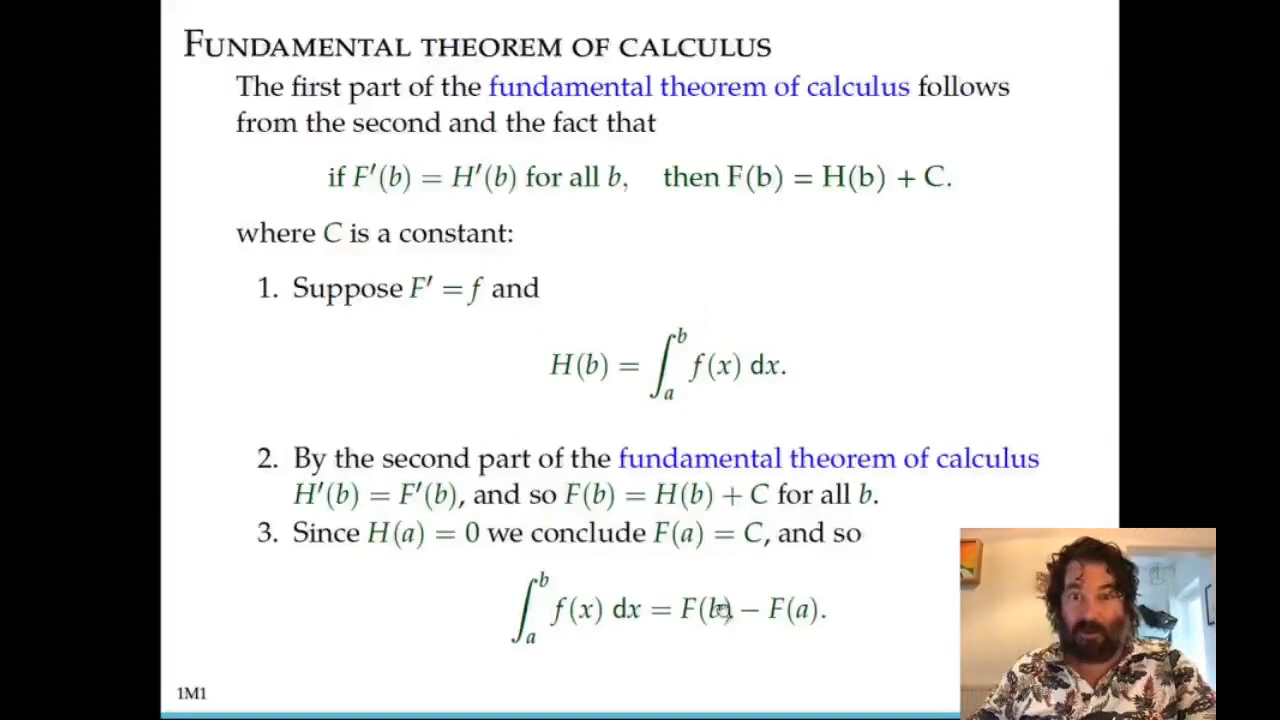 FUNDAMENTAL THEOREM OF CALCULUS
The first part of the fundamental theorem of calculus follows
from the second and the fact that
if F′(b) = H′(b) for all b, then F(b) = H(b) + C.
where C is a constant:
1. Suppose F′ = f and
H(b) = ∫_a^b f(x) dx.
2. By the second part of the fundamental theorem of calculus
H′(b) = F′(b), and so F(b) = H(b) + C for all b.
3. Since H(a) = 0 we conclude F(a) = C, and so
∫_a^b f(x) dx = F(b) − F(a).
1M1